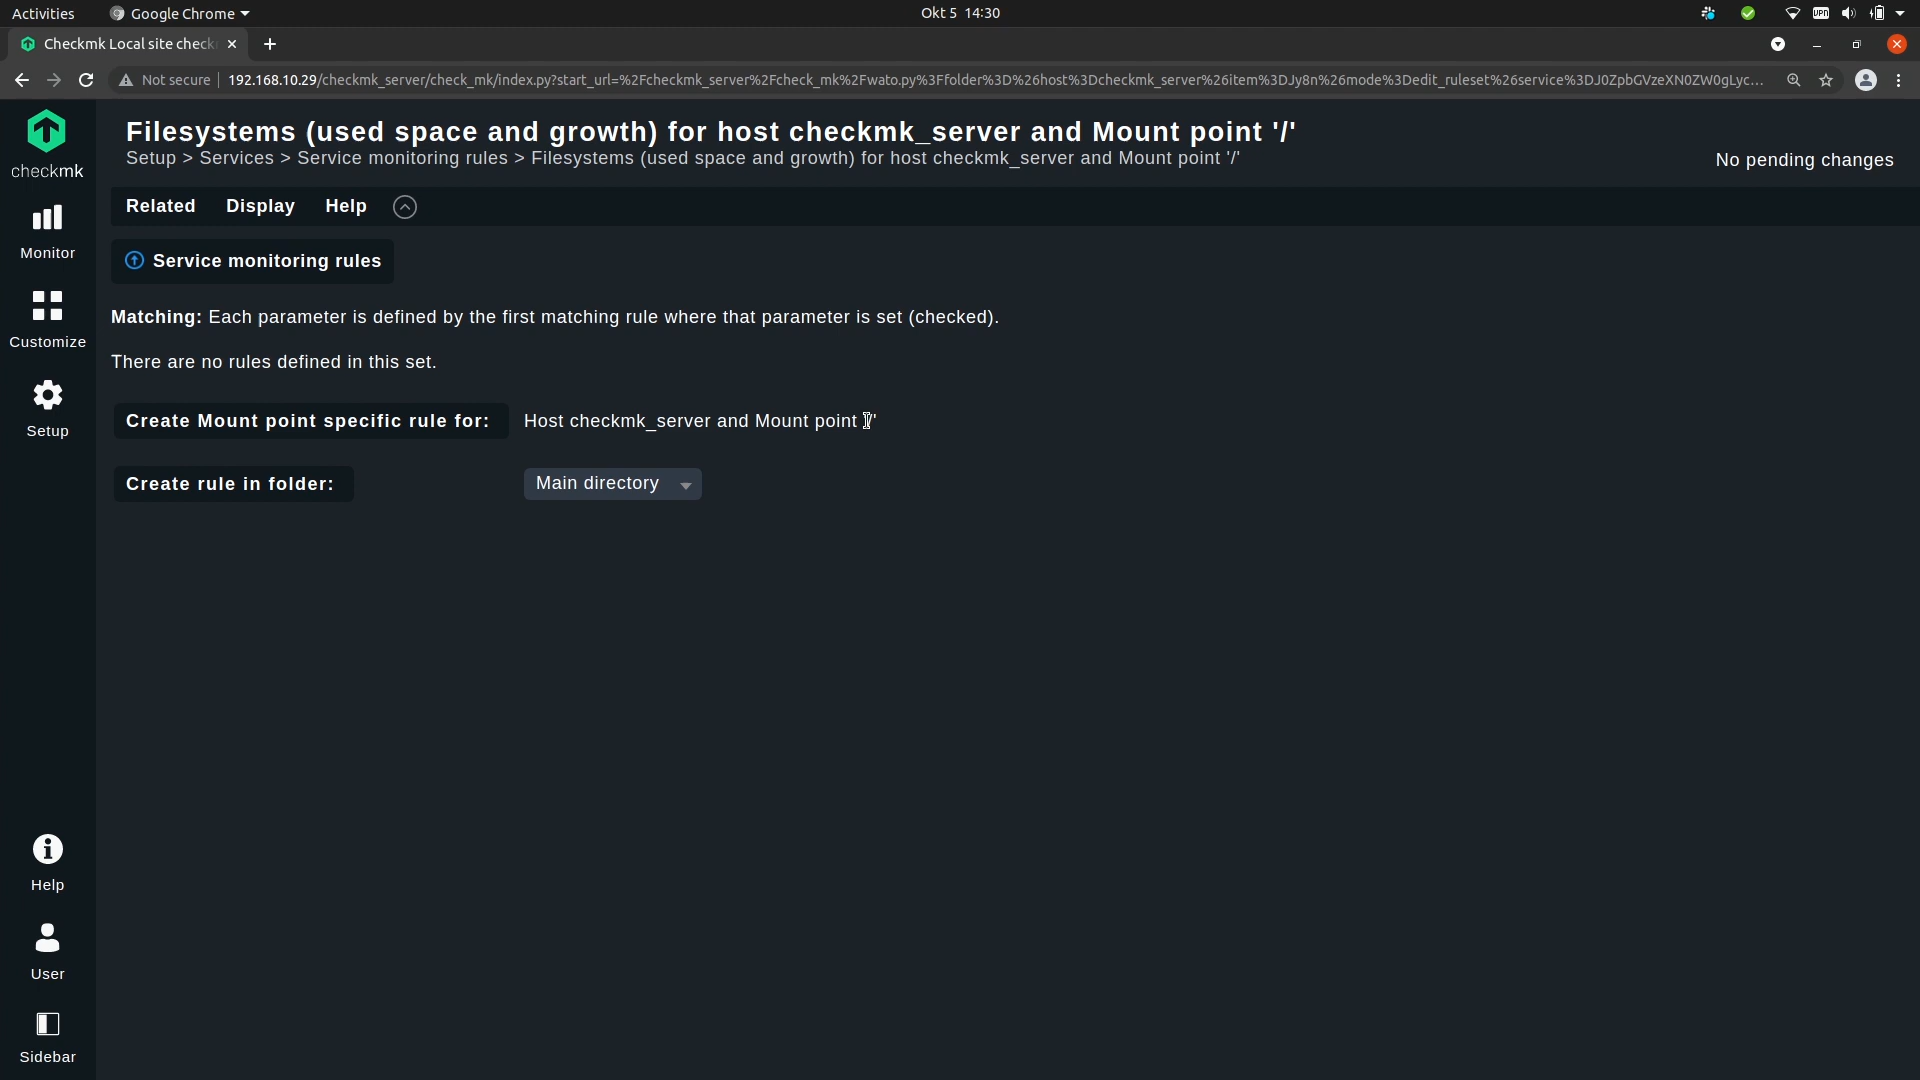 Activities Google Chrome Okt 5 14:30 VPN
Checkmk Local site check
Not secure 192.168.10.29/checkmk_server/check_mk/index.py?start_url=%2Fcheckmk_server%2Fcheck_mk%2Fwato.py%3Ffolder%3D%26host%3Dcheckmk_server%26item%3DJy8n%26mode%3Dedit_ruleset%26service%3DJ0ZpbGVzeXN0ZW0gLyc...
checkmk
Filesystems (used space and growth) for host checkmk_server and Mount point '/'
Setup > Services > Service monitoring rules > Filesystems (used space and growth) for host checkmk_server and Mount point '/'
No pending changes
Related Display Help
Service monitoring rules
Matching: Each parameter is defined by the first matching rule where that parameter is set (checked).
There are no rules defined in this set.
Create Mount point specific rule for: Host checkmk_server and Mount point '/'
Create rule in folder: Main directory
Monitor
Customize
Setup
Help
User
Sidebar